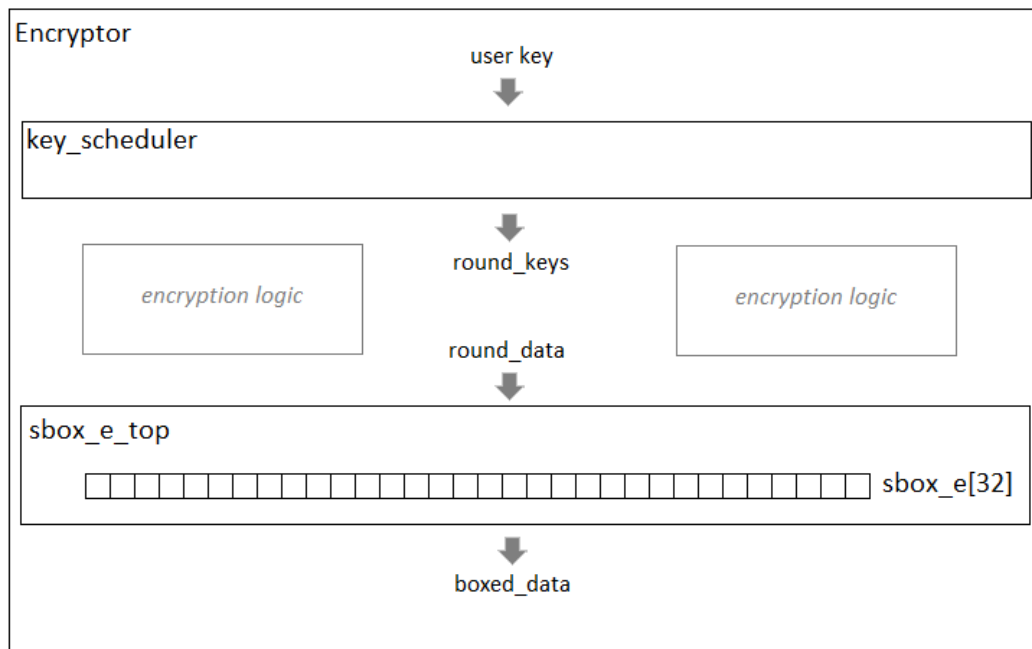 Encryptor
user key
key_scheduler
round_keys
encryption logic
encryption logic
round_data
sbox_e_top
sbox_e[32]
boxed_data